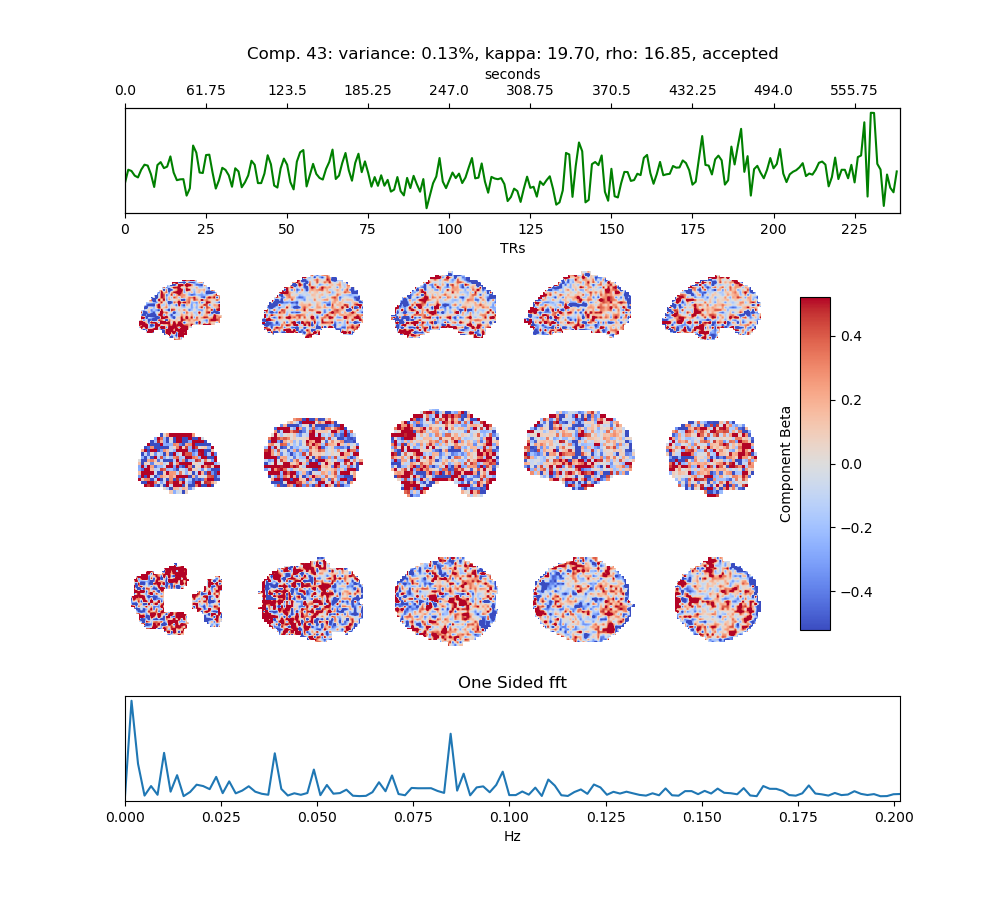 Comp. 43: variance: 0.13%, kappa: 19.70, rho: 16.85, accepted
seconds
0.0 61.75 123.5 185.25 247.0 308.75 370.5 432.25 494.0 555.75
0 25 50 75 100 125 150 175 200 225
TRs
0.4
0.2
0.0
−0.2
−0.4
Component Beta
One Sided fft
0.000 0.025 0.050 0.075 0.100 0.125 0.150 0.175 0.200
Hz